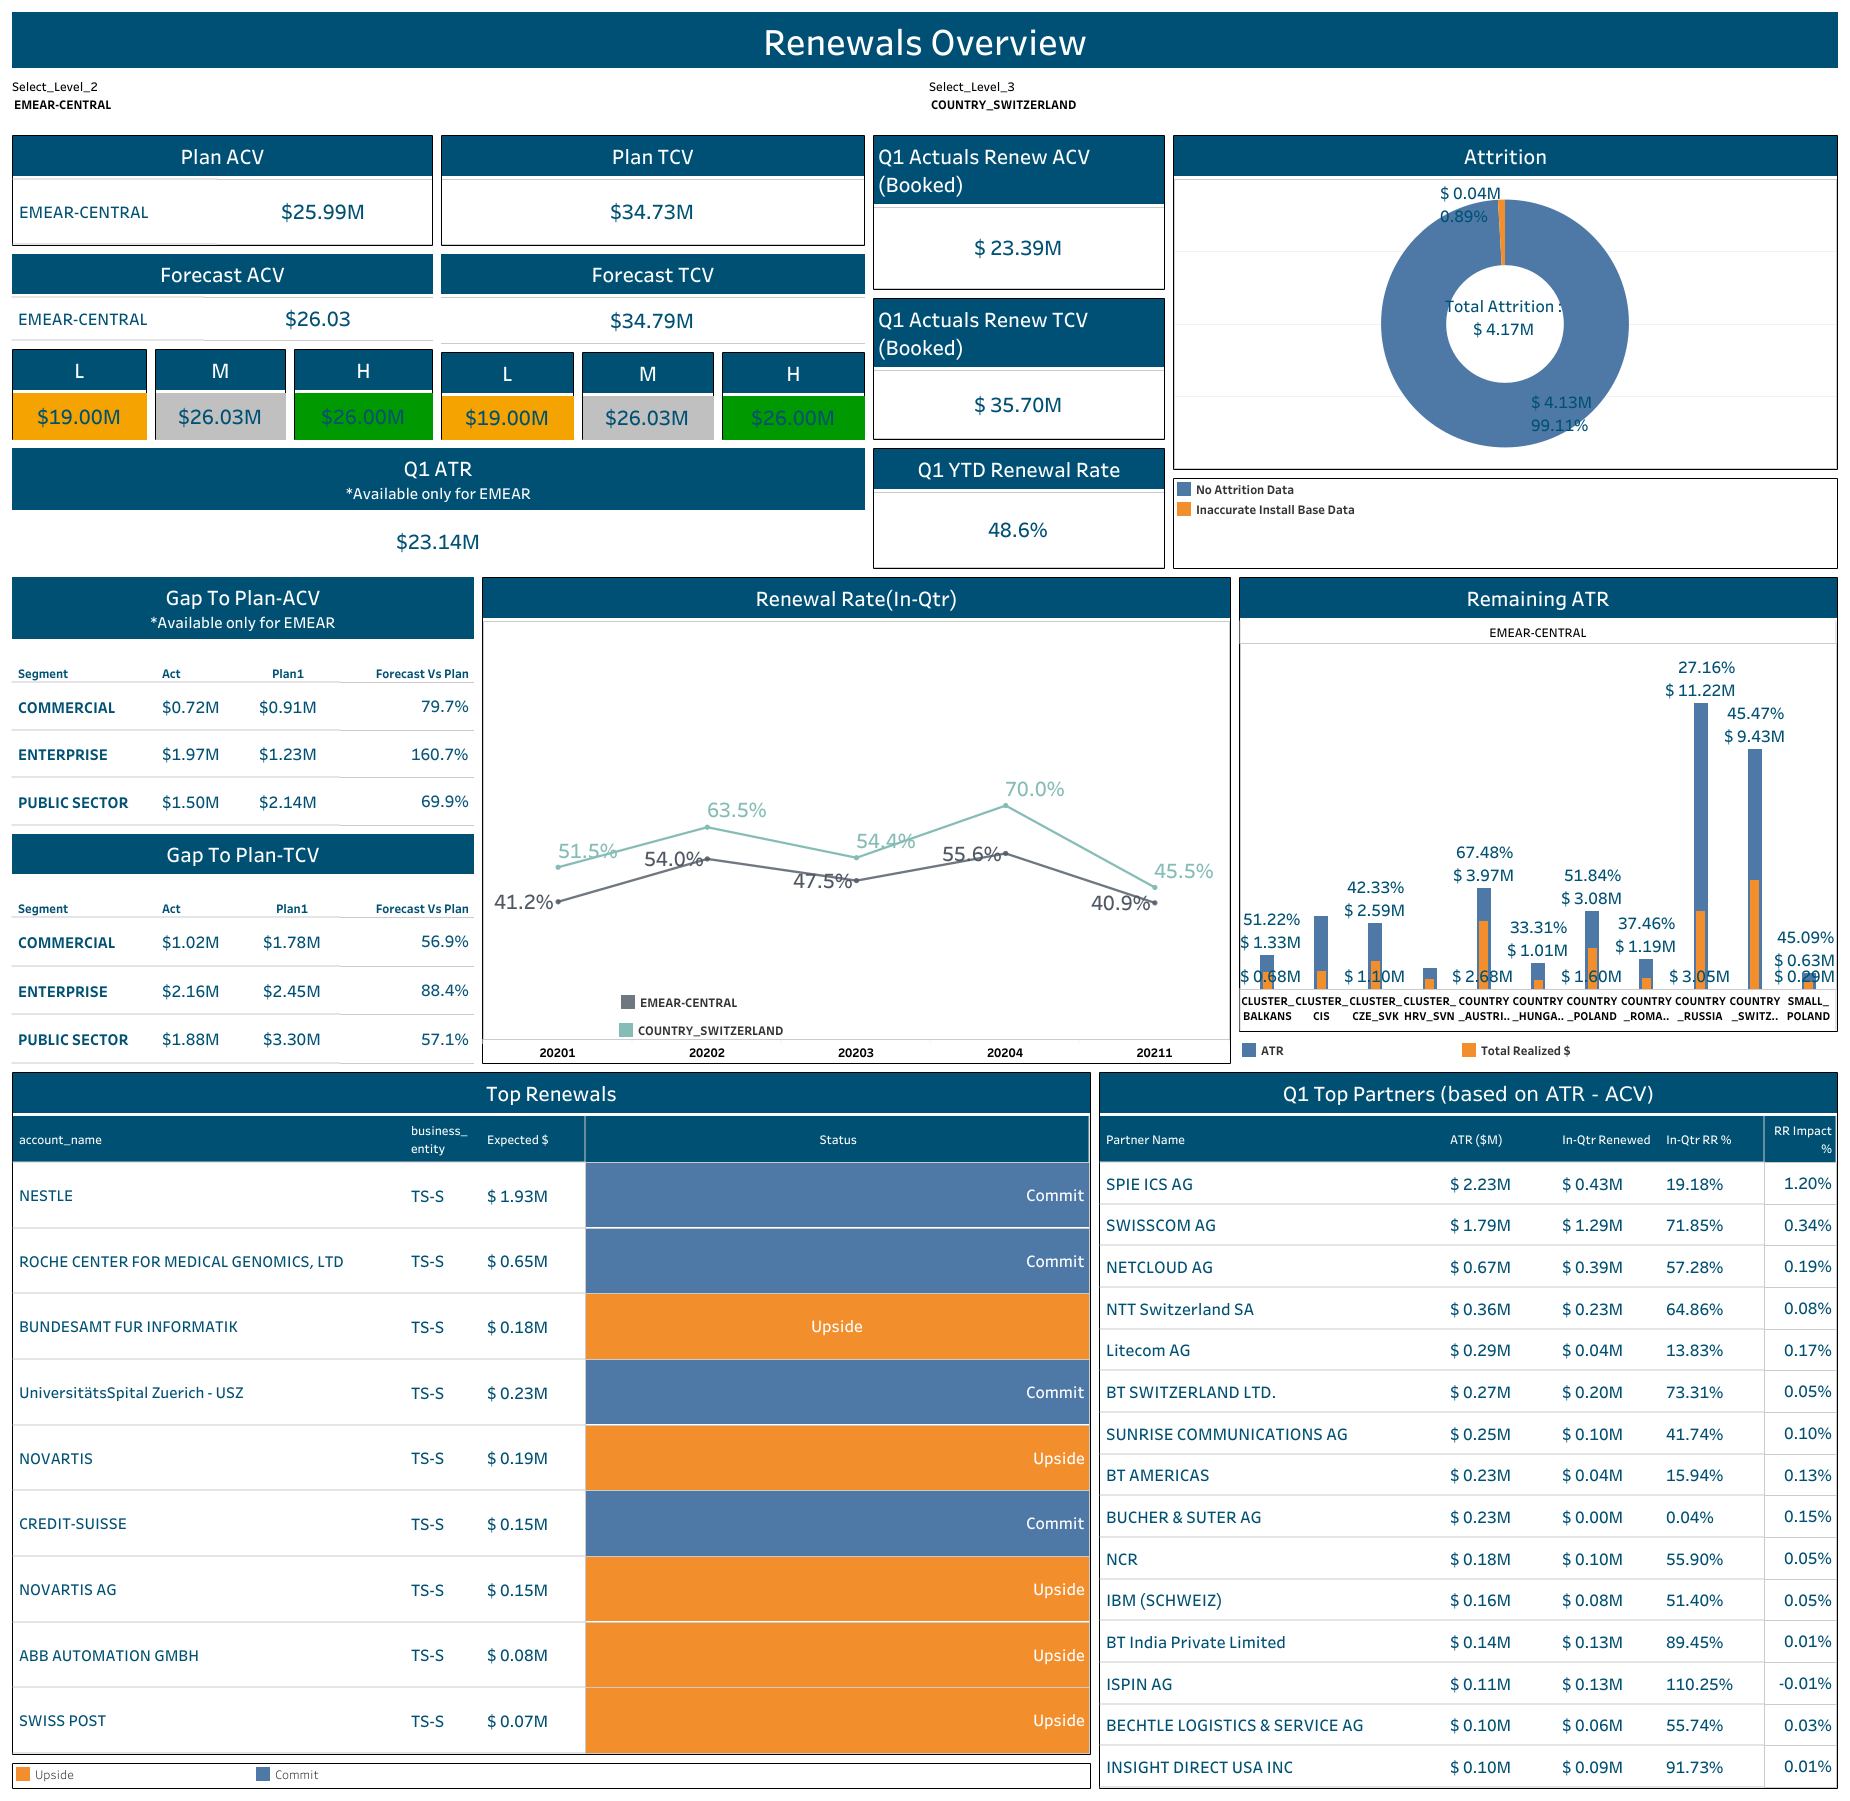 Renewals Overview
Select_Level_2
EMEAR-CENTRAL
Select_Level_3
COUNTRY_SWITZERLAND
Plan ACV
EMEAR-CENTRAL $25.99M
Plan TCV
$34.73M
Forecast ACV
EMEAR-CENTRAL $26.03
Forecast TCV
$34.79M
L M H
$19.00M $26.03M $26.00M
L M H
$19.00M $26.03M $26.00M
Q1 ATR
*Available only for EMEAR
$23.14M
Q1 Actuals Renew ACV
(Booked)
$ 23.39M
Q1 Actuals Renew TCV
(Booked)
$ 35.70M
Q1 YTD Renewal Rate
48.6%
Attrition
$ 0.04M
0.89%
Total Attrition :
$ 4.17M
$ 4.13M
99.11%
No Attrition Data
Inaccurate Install Base Data
Gap To Plan-ACV
*Available only for EMEAR
Segment Act Plan1 Forecast Vs Plan
COMMERCIAL $0.72M $0.91M 79.7%
ENTERPRISE $1.97M $1.23M 160.7%
PUBLIC SECTOR $1.50M $2.14M 69.9%
Gap To Plan-TCV
Segment Act Plan1 Forecast Vs Plan
COMMERCIAL $1.02M $1.78M 56.9%
ENTERPRISE $2.16M $2.45M 88.4%
PUBLIC SECTOR $1.88M $3.30M 57.1%
Renewal Rate(In-Qtr)
51.5% 63.5% 54.4% 70.0% 45.5%
41.2% 54.0% 47.5% 55.6% 40.9%
EMEAR-CENTRAL
COUNTRY_SWITZERLAND
20201 20202 20203 20204 20211
Remaining ATR
EMEAR-CENTRAL
27.16%
$ 11.22M
45.47%
$ 9.43M
67.48%
$ 3.97M
51.84%
$ 3.08M
42.33%
$ 2.59M
51.22%
$ 1.33M
33.31%
$ 1.01M
37.46%
$ 1.19M
45.09%
$ 0.63M
$ 0.68M $ 1.10M $ 2.68M $ 1.60M $ 3.05M $ 0.29M
CLUSTER_ CLUSTER_ CLUSTER_ CLUSTER_ COUNTRY COUNTRY COUNTRY COUNTRY COUNTRY COUNTRY SMALL_
BALKANS CIS CZE_SVK HRV_SVN _AUSTRI.. _HUNGA.. _POLAND _ROMA.. _RUSSIA _SWITZ.. POLAND
ATR Total Realized $
Top Renewals
account_name business_ Expected $ Status
entity
NESTLE TS-S $ 1.93M Commit
ROCHE CENTER FOR MEDICAL GENOMICS, LTD TS-S $ 0.65M Commit
BUNDESAMT FUR INFORMATIK TS-S $ 0.18M Upside
UniversitätsSpital Zuerich - USZ TS-S $ 0.23M Commit
NOVARTIS TS-S $ 0.19M Upside
CREDIT-SUISSE TS-S $ 0.15M Commit
NOVARTIS AG TS-S $ 0.15M Upside
ABB AUTOMATION GMBH TS-S $ 0.08M Upside
SWISS POST TS-S $ 0.07M Upside
Upside Commit
Q1 Top Partners (based on ATR - ACV)
Partner Name ATR ($M) In-Qtr Renewed In-Qtr RR % RR Impact
%
SPIE ICS AG $ 2.23M $ 0.43M 19.18% 1.20%
SWISSCOM AG $ 1.79M $ 1.29M 71.85% 0.34%
NETCLOUD AG $ 0.67M $ 0.39M 57.28% 0.19%
NTT Switzerland SA $ 0.36M $ 0.23M 64.86% 0.08%
Litecom AG $ 0.29M $ 0.04M 13.83% 0.17%
BT SWITZERLAND LTD. $ 0.27M $ 0.20M 73.31% 0.05%
SUNRISE COMMUNICATIONS AG $ 0.25M $ 0.10M 41.74% 0.10%
BT AMERICAS $ 0.23M $ 0.04M 15.94% 0.13%
BUCHER & SUTER AG $ 0.23M $ 0.00M 0.04% 0.15%
NCR $ 0.18M $ 0.10M 55.90% 0.05%
IBM (SCHWEIZ) $ 0.16M $ 0.08M 51.40% 0.05%
BT India Private Limited $ 0.14M $ 0.13M 89.45% 0.01%
ISPIN AG $ 0.11M $ 0.13M 110.25% -0.01%
BECHTLE LOGISTICS & SERVICE AG $ 0.10M $ 0.06M 55.74% 0.03%
INSIGHT DIRECT USA INC $ 0.10M $ 0.09M 91.73% 0.01%